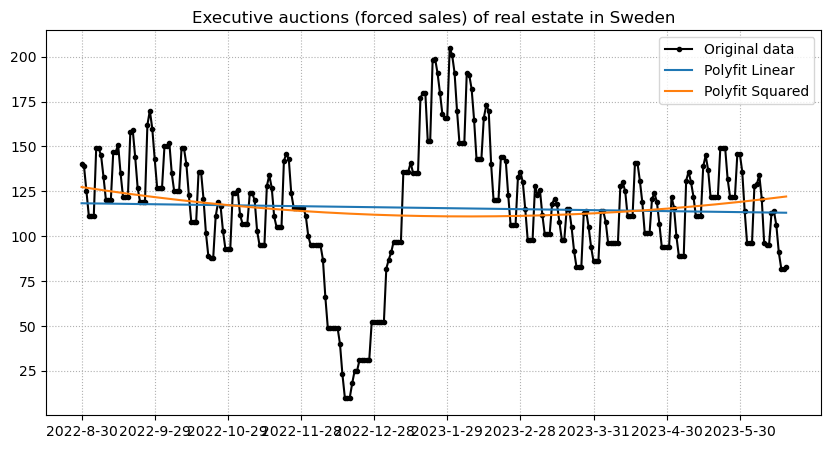 Executive auctions (forced sales) of real estate in Sweden
Original data
Polyfit Linear
Polyfit Squared
200
175
150
125
100
75
50
25
2022-8-30 2022-9-29 2022-10-29 2022-11-28 2022-12-28 2023-1-29 2023-2-28 2023-3-31 2023-4-30 2023-5-30